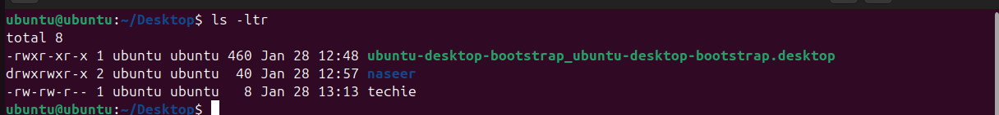 ubuntu@ubuntu:~/Desktop$ ls -ltr
total 8
-rwxr-xr-x 1 ubuntu ubuntu 460 Jan 28 12:48 ubuntu-desktop-bootstrap_ubuntu-desktop-bootstrap.desktop
drwxrwxr-x 2 ubuntu ubuntu  40 Jan 28 12:57 naseer
-rw-rw-r-- 1 ubuntu ubuntu   8 Jan 28 13:13 techie
ubuntu@ubuntu:~/Desktop$